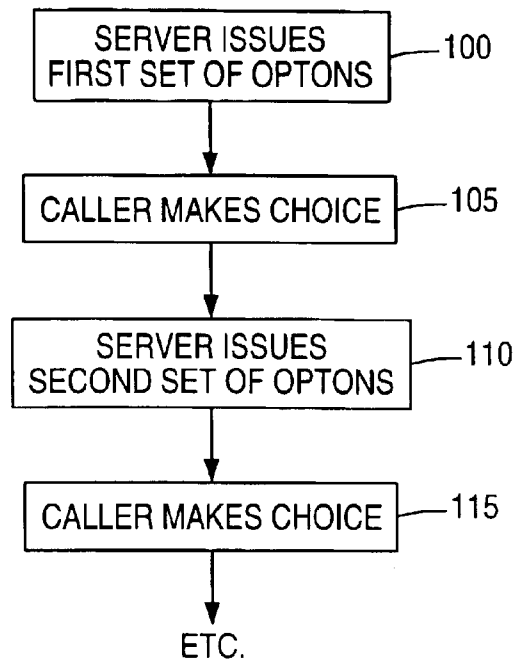 SERVER ISSUES
FIRST SET OF OPTONS
100
CALLER MAKES CHOICE
105
SERVER ISSUES
SECOND SET OF OPTONS
110
CALLER MAKES CHOICE
115
ETC.